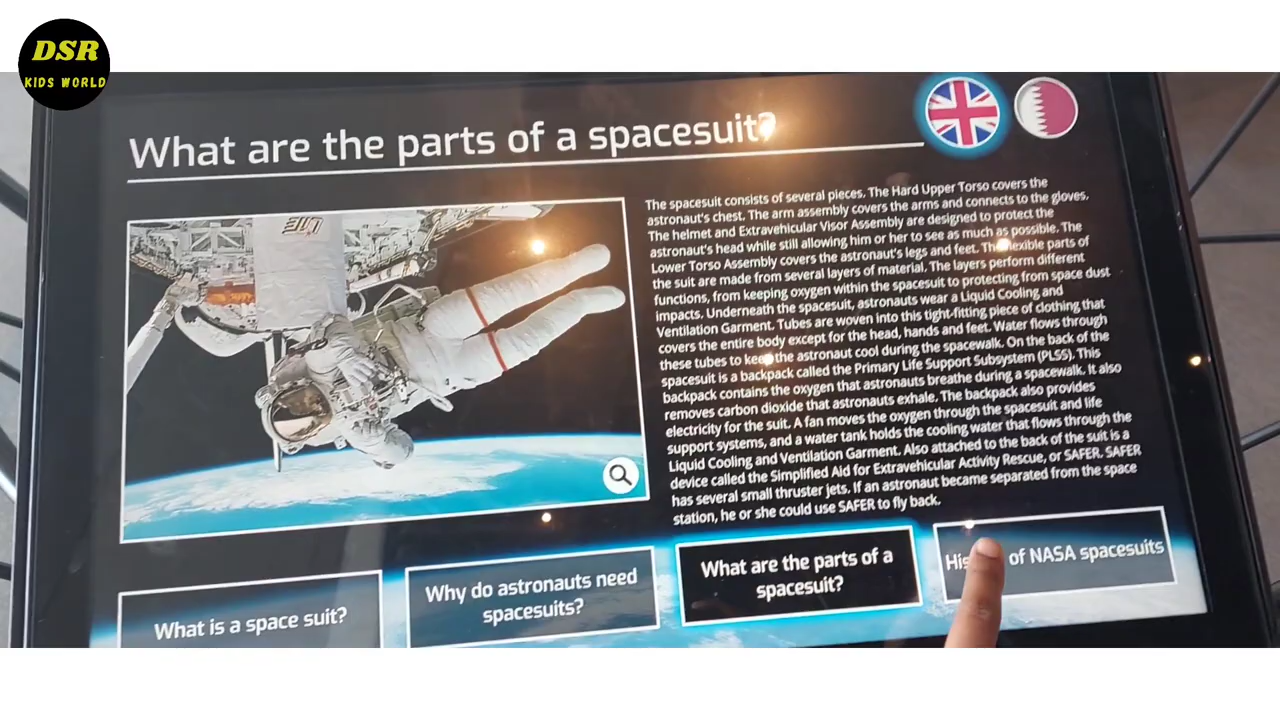 DSR
KIDS WORLD
What are the parts of a spacesuit?
The spacesuit consists of several pieces. The Hard Upper Torso covers the
astronaut's chest. The arm assembly covers the arms and connects to the gloves.
The helmet and Extravehicular Visor Assembly are designed to protect the
astronaut's head while still allowing him or her to see as much as possible. The
Lower Torso Assembly covers the astronaut's legs and feet. The flexible parts of
the suit are made from several layers of material. The layers perform different
functions, from keeping oxygen within the spacesuit to protecting from space dust
impacts. Underneath the spacesuit, astronauts wear a Liquid Cooling and
Ventilation Garment. Tubes are woven into this tight-fitting piece of clothing that
covers the entire body except for the head, hands and feet. Water flows through
these tubes to keep the astronaut cool during the spacewalk. On the back of the
spacesuit is a backpack called the Primary Life Support Subsystem (PLSS). This
backpack contains the oxygen that astronauts breathe during a spacewalk. It also
removes carbon dioxide that astronauts exhale. The backpack also provides
electricity for the suit. A fan moves the oxygen through the spacesuit and life
support systems, and a water tank holds the cooling water that flows through the
Liquid Cooling and Ventilation Garment. Also attached to the back of the suit is a
device called the Simplified Aid for Extravehicular Activity Rescue, or SAFER. SAFER
has several small thruster jets. If an astronaut became separated from the space
station, he or she could use SAFER to fly back.
What is a space suit?
Why do astronauts need
spacesuits?
What are the parts of a
spacesuit?
of NASA spacesuits